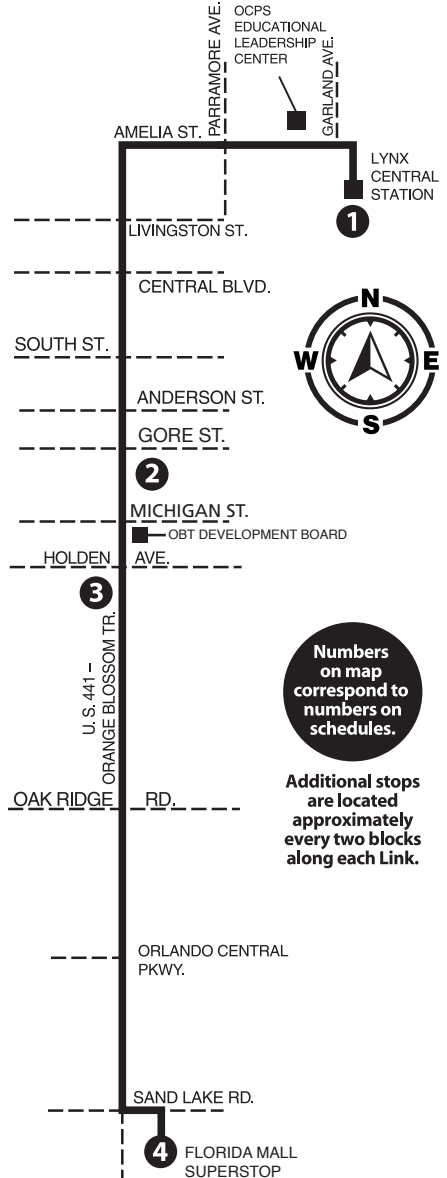 PARRAMORE AVE.
OCPS
EDUCATIONAL
LEADERSHIP
CENTER
GARLAND AVE.
AMELIA ST.
LYNX
CENTRAL
STATION
1
LIVINGSTON ST.
CENTRAL BLVD.
N
W
E
S
SOUTH ST.
ANDERSON ST.
GORE ST.
2
MICHIGAN ST.
OBT DEVELOPMENT BOARD
HOLDEN AVE.
3
U. S. 441 –
ORANGE BLOSSOM TR.
Numbers
on map
correspond to
numbers on
schedules.
Additional stops
are located
approximately
every two blocks
along each Link.
OAK RIDGE RD.
ORLANDO CENTRAL
PKWY.
SAND LAKE RD.
4
FLORIDA MALL
SUPERSTOP